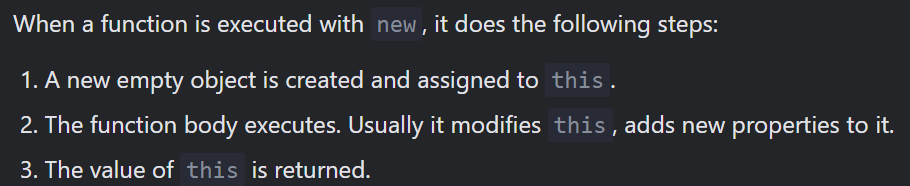 When a function is executed with new, it does the following steps:
1. A new empty object is created and assigned to this.
2. The function body executes. Usually it modifies this, adds new properties to it.
3. The value of this is returned.